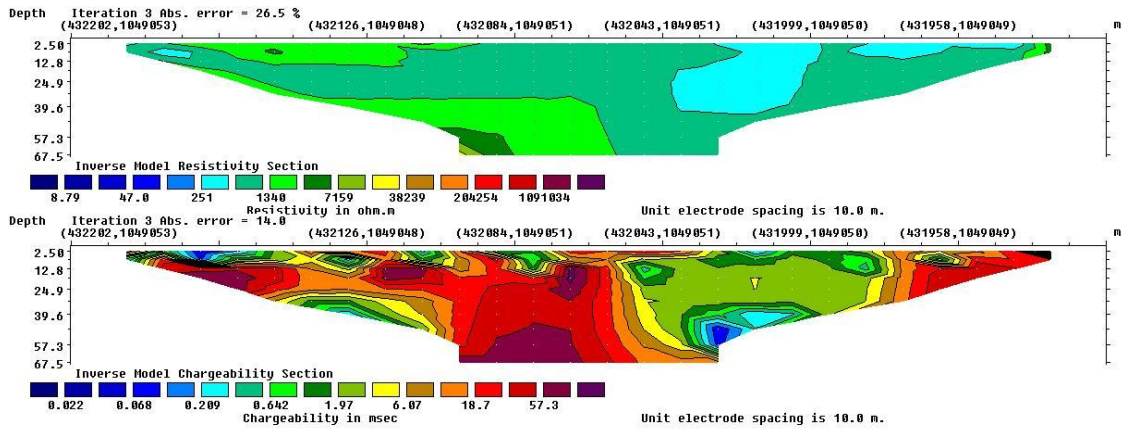 Depth Iteration 3 Abs. error = 26.5 %
(432202,1049053) (432126,1049048) (432084,1049051) (432043,1049051) (431999,1049050) (431958,1049049) m
2.50
12.8
24.9
39.6
57.3
67.5
Inverse Model Resistivity Section
8.79 47.0 251 1340 7159 38239 204254 1091034
Resistivity in ohm.m Unit electrode spacing is 10.0 m.
Depth Iteration 3 Abs. error = 14.0
(432202,1049053) (432126,1049048) (432084,1049051) (432043,1049051) (431999,1049050) (431958,1049049) m
2.50
12.8
24.9
39.6
57.3
67.5
Inverse Model Chargeability Section
0.022 0.068 0.209 0.642 1.97 6.07 18.7 57.3
Chargeability in msec Unit electrode spacing is 10.0 m.